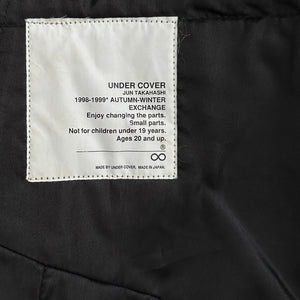 UNDER COVER
JUN TAKAHASHI
1998-1999* AUTUMN-WINTER
EXCHANGE
Enjoy changing the parts.
Small parts.
Not for children under 19 years.
Ages 20 and up.
®
∞
MADE BY UNDER COVER, MADE IN JAPAN.